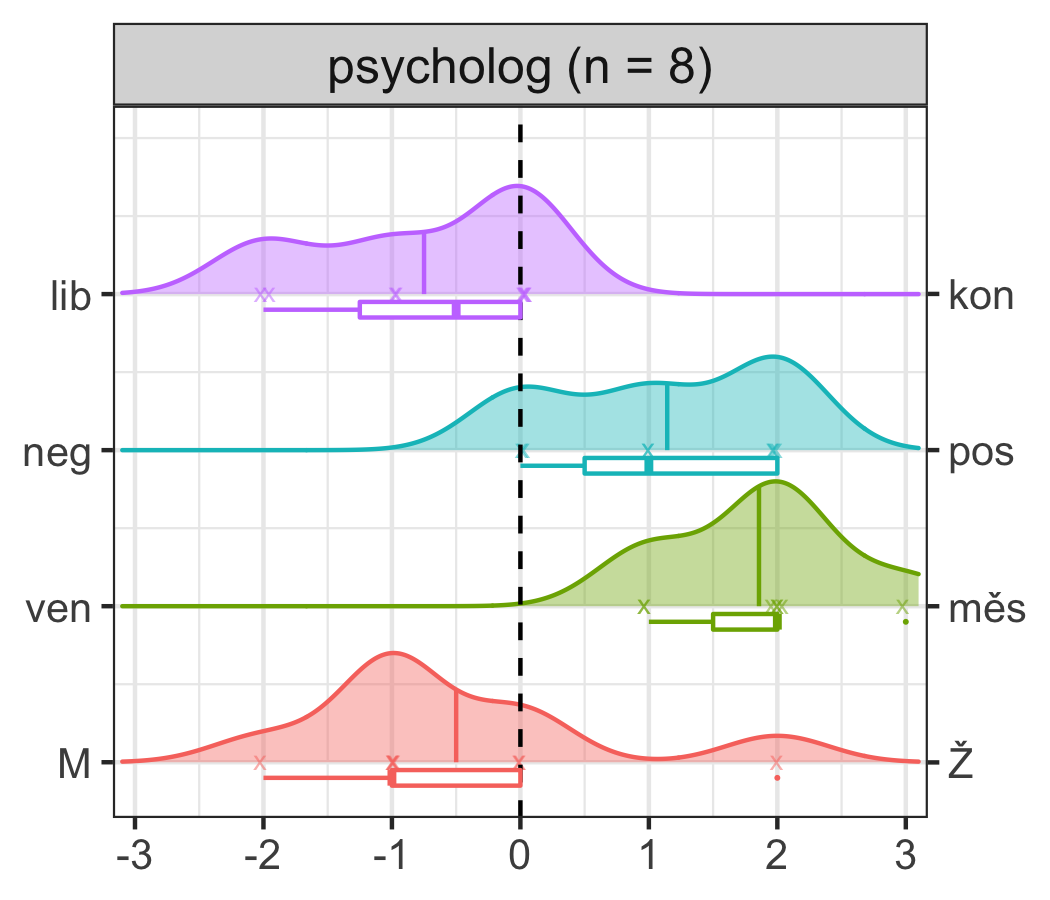 psycholog (n = 8)
lib kon
neg pos
ven měs
M Ž
-3 -2 -1 0 1 2 3